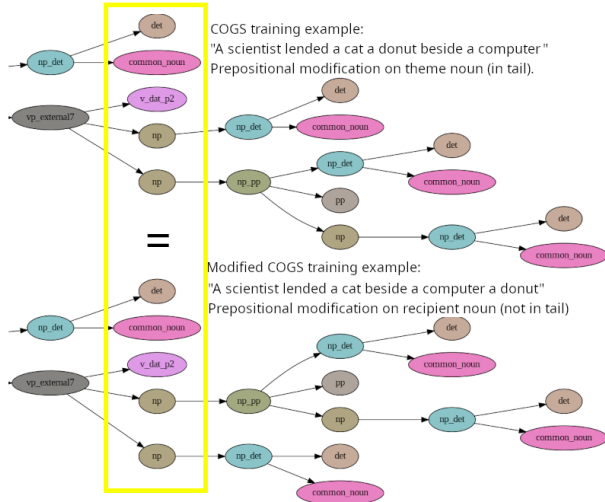 COGS training example:
"A scientist lended a cat a donut beside a computer"
Prepositional modification on theme noun (in tail).
det
np_det
common_noun
vp_external7
v_dat_p2
np
np_det
det
common_noun
np
np_pp
np_det
det
common_noun
pp
np
np_det
det
common_noun
=
Modified COGS training example:
"A scientist lended a cat beside a computer a donut"
Prepositional modification on recipient noun (not in tail)
det
np_det
common_noun
vp_external7
v_dat_p2
np
np_pp
np_det
det
common_noun
pp
np
np_det
det
common_noun
np
np_det
det
common_noun